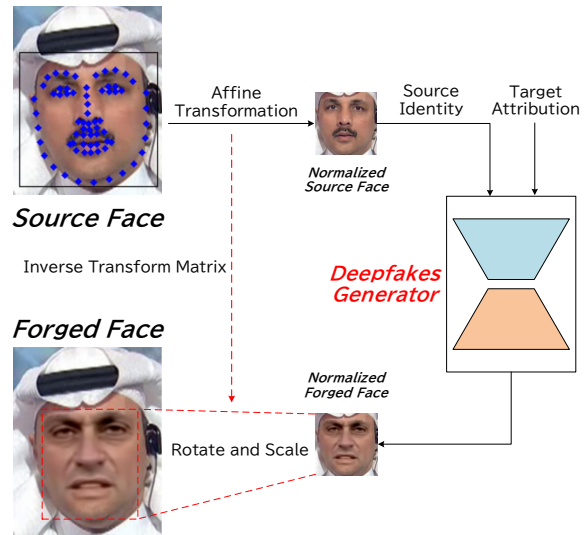 Affine
Transformation
Source
Identity
Target
Attribution
Normalized
Source Face
Source Face
Inverse Transform Matrix
Deepfakes
Generator
Forged Face
Normalized
Forged Face
Rotate and Scale